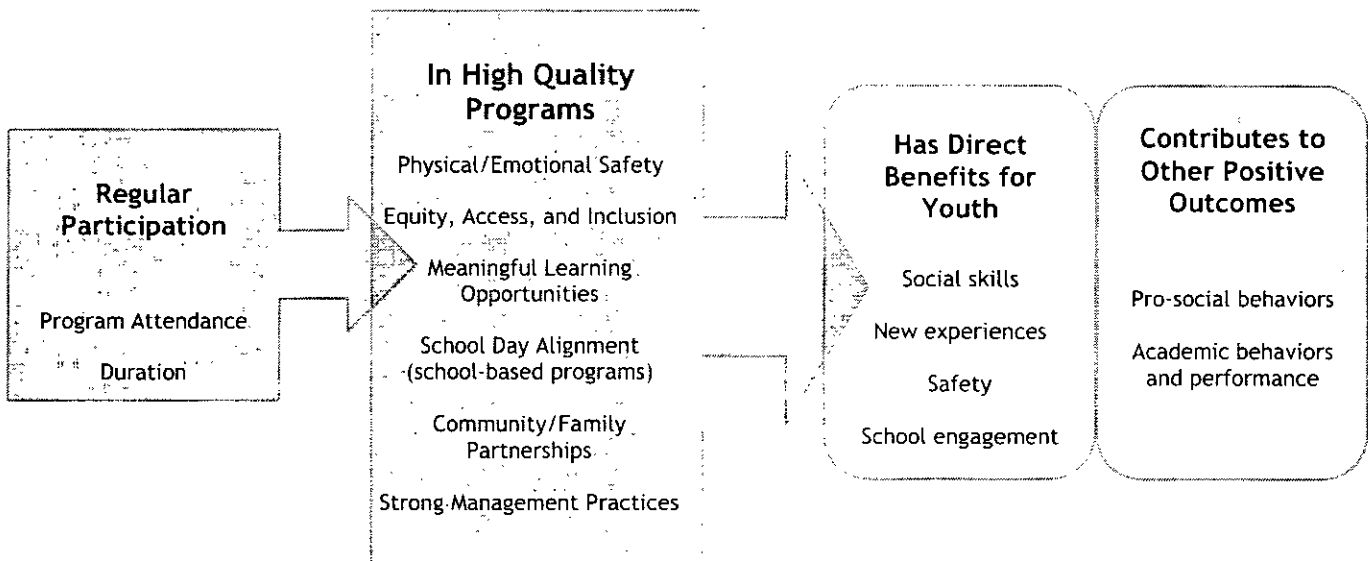 Regular
Participation
Program Attendance
Duration
In High Quality
Programs
Physical/Emotional Safety
Equity, Access, and Inclusion
Meaningful Learning
Opportunities
School Day Alignment
(school-based programs)
Community/Family
Partnerships
Strong Management Practices
Has Direct
Benefits for
Youth
Social skills
New experiences
Safety
School engagement
Contributes to
Other Positive
Outcomes
Pro-social behaviors
Academic behaviors
and performance